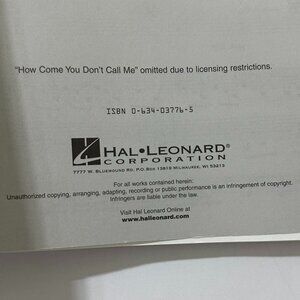 "How Come You Don't Call Me" omitted due to licensing restrictions.
ISBN 0-634-03776-5
HAL•LEONARD®
CORPORATION
7777 W. BLUEMOUND RD. P.O. BOX 13819 MILWAUKEE, WI 53213
For all works contained herein:
Unauthorized copying, arranging, adapting, recording or public performance is an infringement of copyright.
Infringers are liable under the law.
Visit Hal Leonard Online at
www.halleonard.com